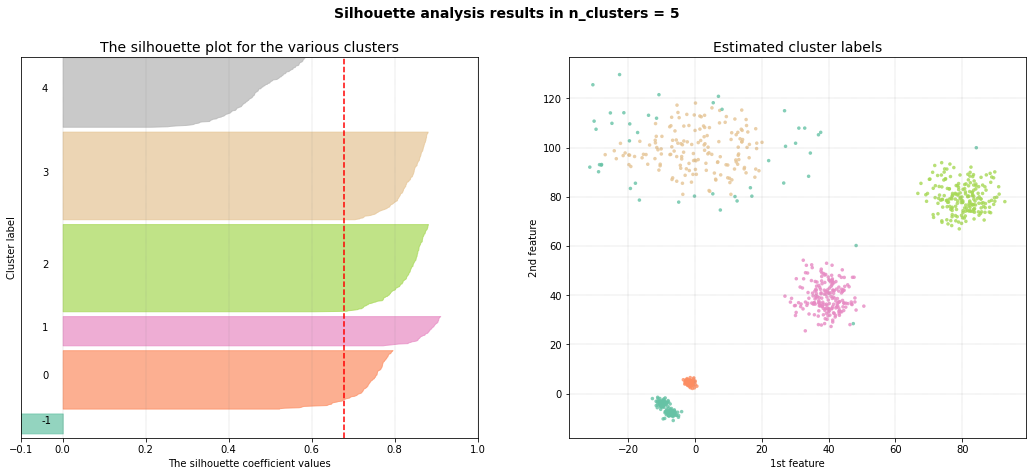 Silhouette analysis results in n_clusters = 5
The silhouette plot for the various clusters
Cluster label
4
3
2
1
0
-1
−0.1 0.0 0.2 0.4 0.6 0.8 1.0
The silhouette coefficient values
Estimated cluster labels
2nd feature
120
100
80
60
40
20
0
−20 0 20 40 60 80
1st feature